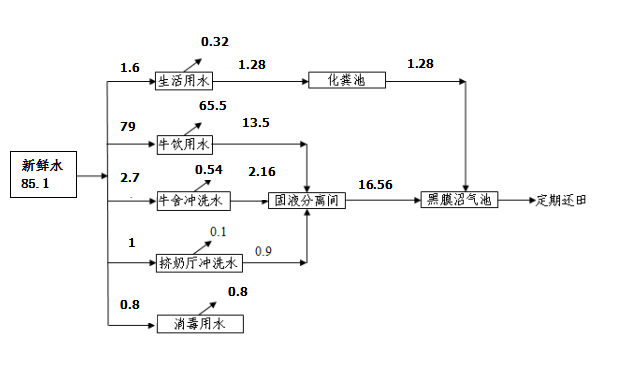 0.32
1.6
生活用水
1.28
化粪池
1.28
65.5
79
牛饮用水
13.5
新鲜水
85.1
0.54
2.7
牛舍冲洗水
2.16
固液分离间
16.56
黑膜沼气池
定期还田
0.1
1
挤奶厅冲洗水
0.9
0.8
0.8
消毒用水